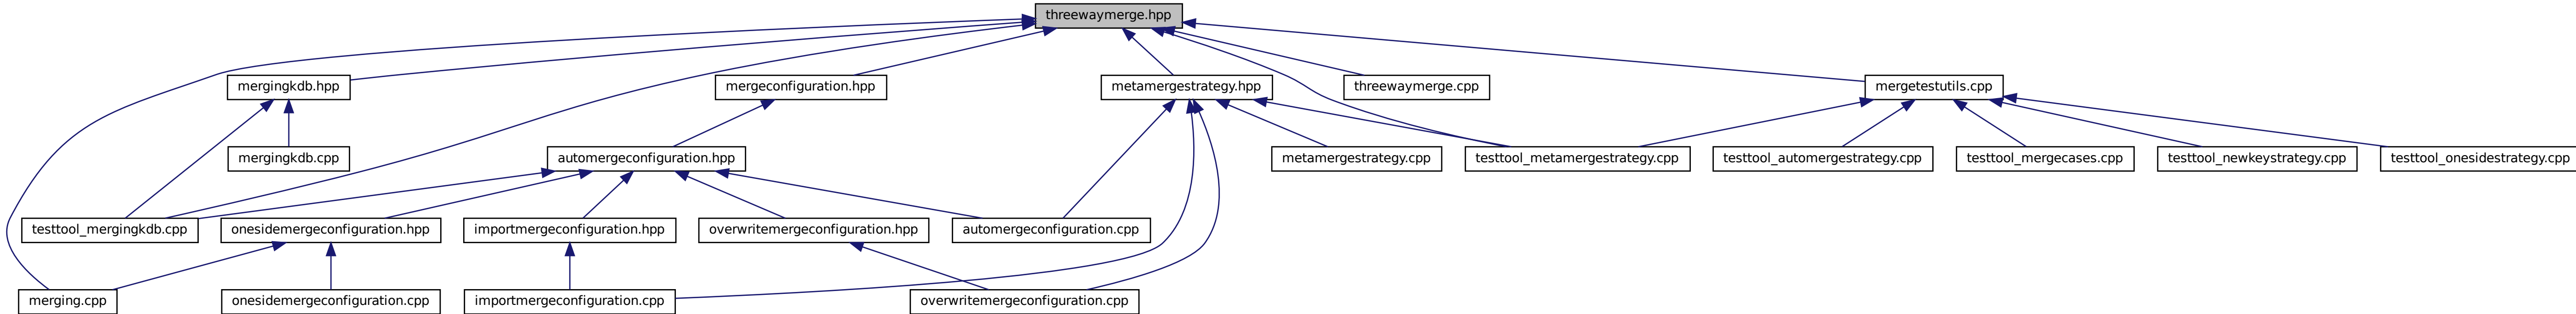 threewaymerge.hpp
mergingkdb.hpp
mergeconfiguration.hpp
metamergestrategy.hpp
threewaymerge.cpp
mergetestutils.cpp
mergingkdb.cpp
automergeconfiguration.hpp
metamergestrategy.cpp
testtool_metamergestrategy.cpp
testtool_automergestrategy.cpp
testtool_mergecases.cpp
testtool_newkeystrategy.cpp
testtool_onesidestrategy.cpp
testtool_mergingkdb.cpp
onesidemergeconfiguration.hpp
importmergeconfiguration.hpp
overwritemergeconfiguration.hpp
automergeconfiguration.cpp
merging.cpp
onesidemergeconfiguration.cpp
importmergeconfiguration.cpp
overwritemergeconfiguration.cpp